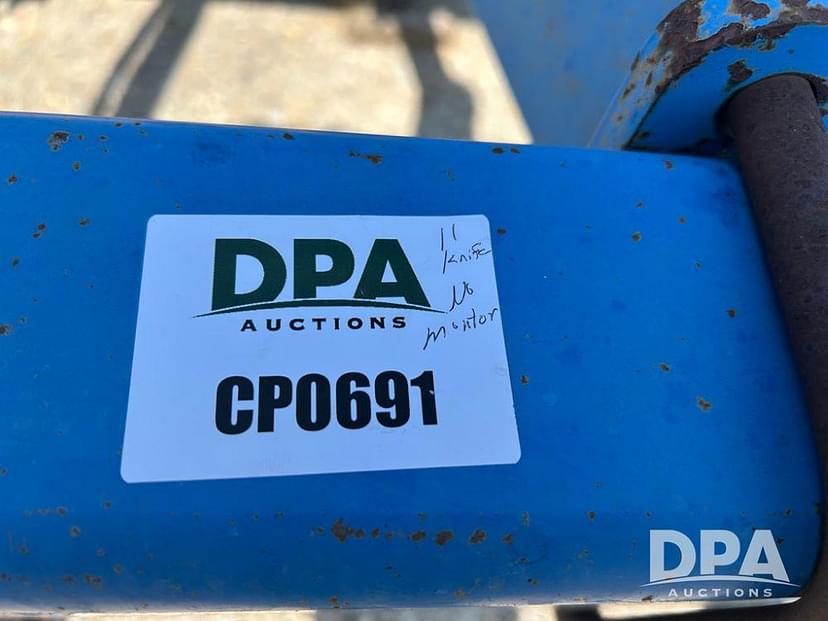 DPA
AUCTIONS
11
Knife
No
monitor
CP0691
DPA
AUCTIONS